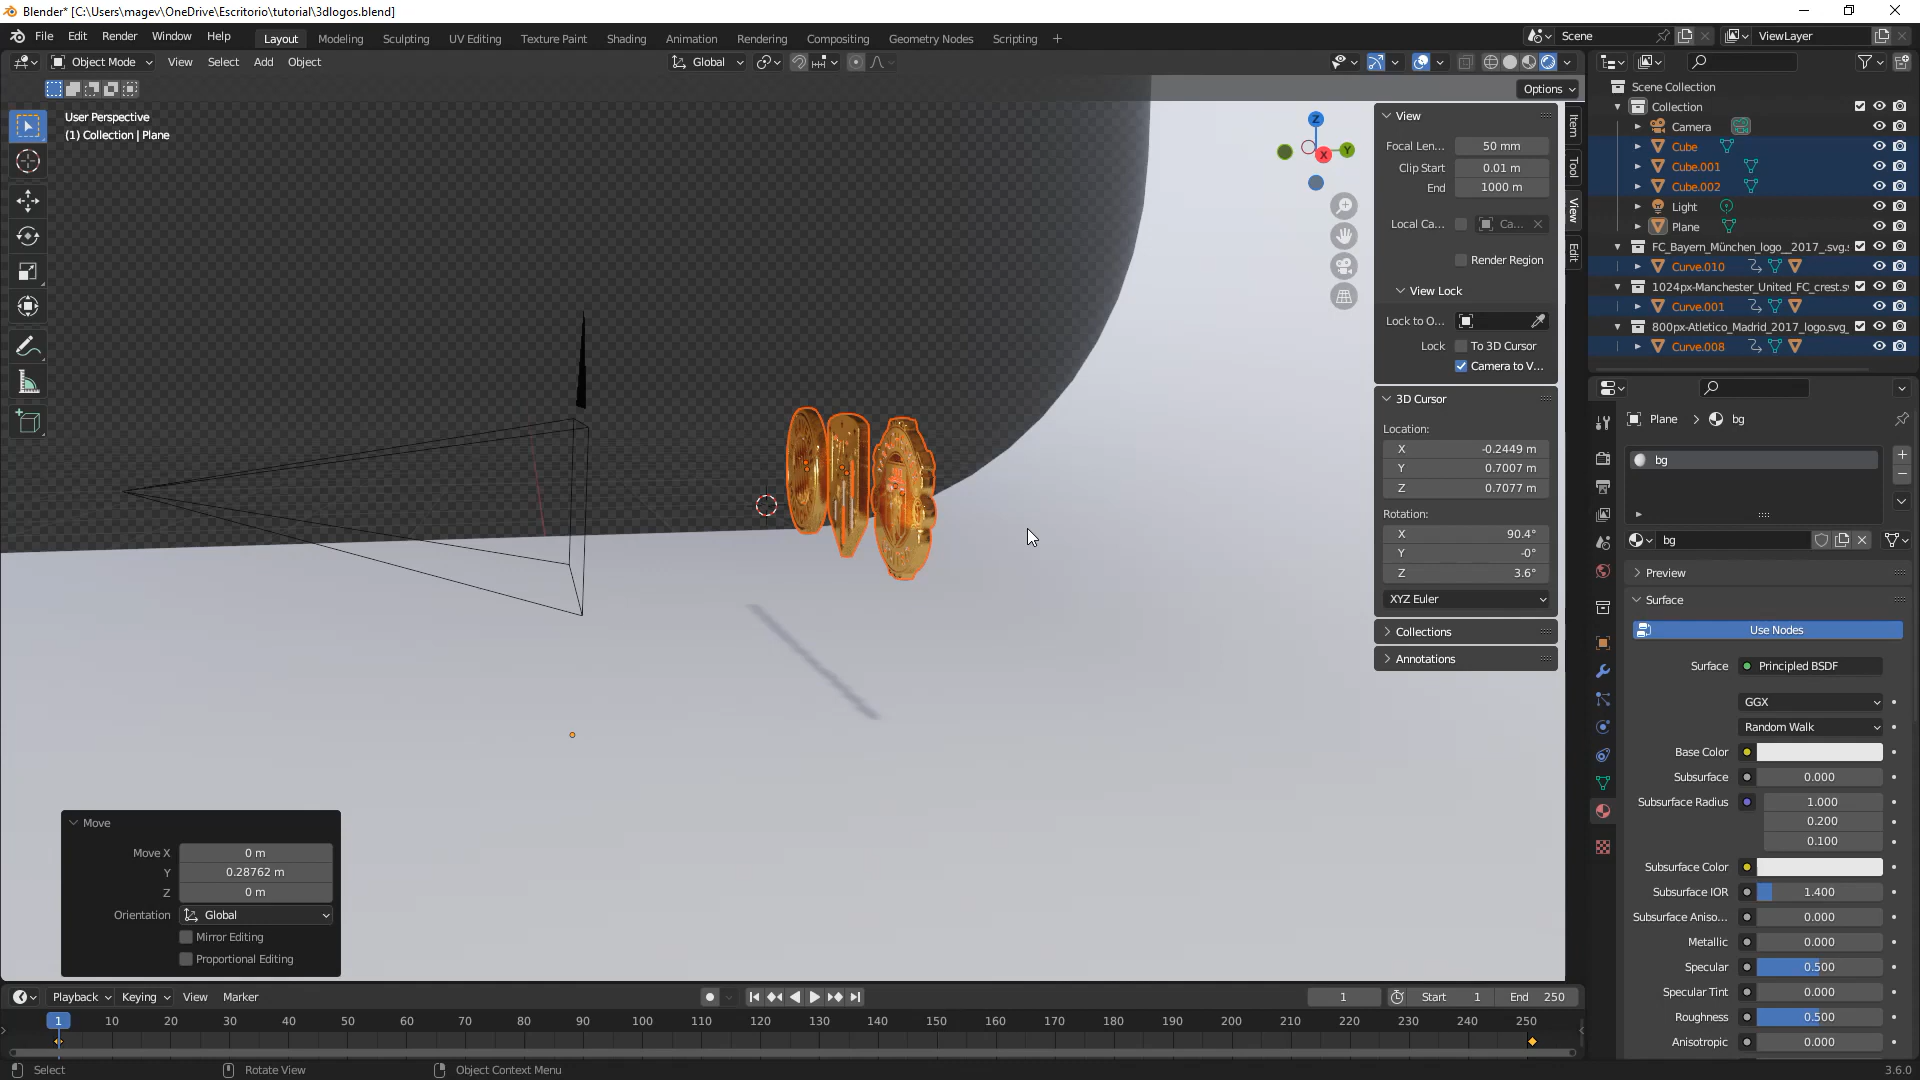 Blender* [C:\Users\magev\OneDrive\Escritorio\tutorial\3dlogos.blend]
File Edit Render Window Help Layout Modeling Sculpting UV Editing Texture Paint Shading Animation Rendering Compositing Geometry Nodes Scripting + Scene ViewLayer
Object Mode View Select Add Object Global
Options
User Perspective
(1) Collection | Plane
Z
Y
X
View
Focal Len... 50 mm
Clip Start 0.01 m
End 1000 m
Local Ca... Ca...
Render Region
View Lock
Lock to O...
Lock To 3D Cursor
Camera to V...
3D Cursor
Location:
X -0.2449 m
Y 0.7007 m
Z 0.7077 m
Rotation:
X 90.4°
Y -0°
Z 3.6°
XYZ Euler
Collections
Annotations
Item
Tool
View
Edit
Scene Collection
Collection
Camera
Cube
Cube.001
Cube.002
Light
Plane
FC_Bayern_München_logo__2017_.svg.
Curve.010
1024px-Manchester_United_FC_crest.sv
Curve.001
800px-Atletico_Madrid_2017_logo.svg_
Curve.008
Plane bg
bg
bg
Preview
Surface
Use Nodes
Surface Principled BSDF
GGX
Random Walk
Base Color
Subsurface 0.000
Subsurface Radius 1.000
0.200
0.100
Subsurface Color
Subsurface IOR 1.400
Subsurface Aniso... 0.000
Metallic 0.000
Specular 0.500
Specular Tint 0.000
Roughness 0.500
Anisotropic 0.000
Move
Move X 0 m
Y 0.28762 m
Z 0 m
Orientation Global
Mirror Editing
Proportional Editing
Playback Keying View Marker 1 Start 1 End 250
1 10 20 30 40 50 60 70 80 90 100 110 120 130 140 150 160 170 180 190 200 210 220 230 240 250
Select Rotate View Object Context Menu 3.6.0